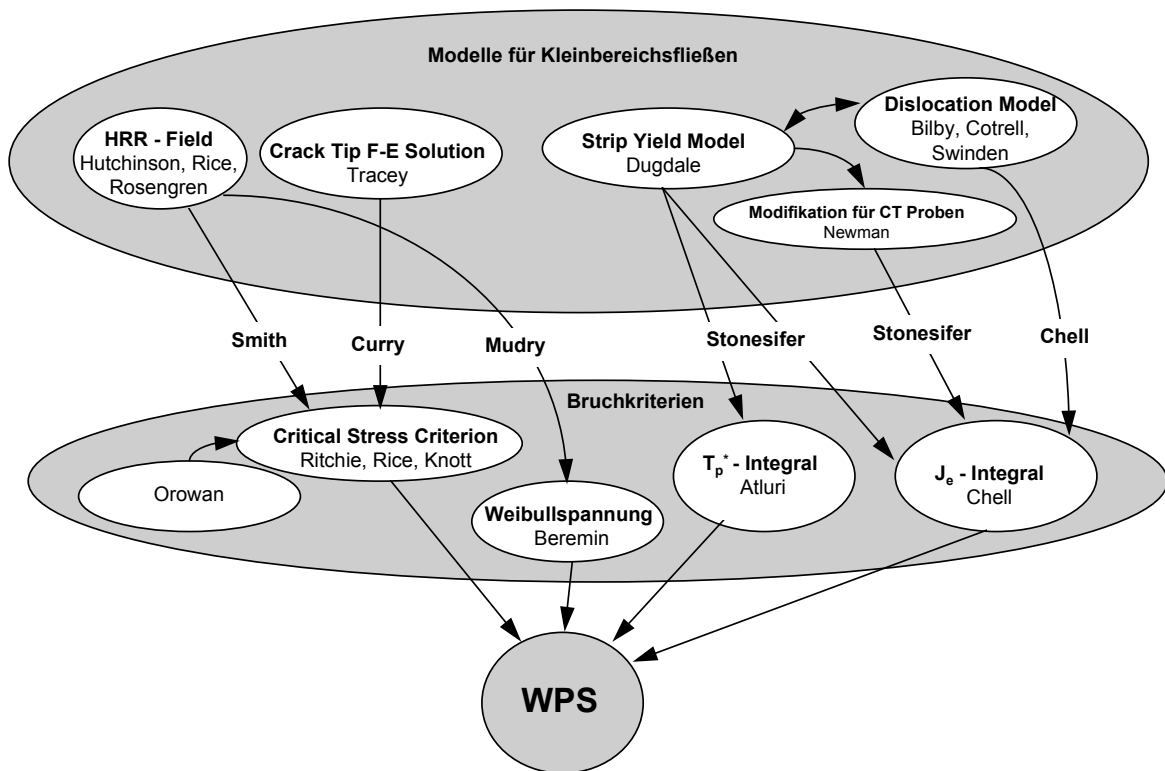 Modelle für Kleinbereichsfließen
HRR - Field
Hutchinson, Rice,
Rosengren
Crack Tip F-E Solution
Tracey
Strip Yield Model
Dugdale
Dislocation Model
Bilby, Cotrell,
Swinden
Modifikation für CT Proben
Newman
Smith
Curry
Mudry
Stonesifer
Stonesifer
Chell
Bruchkriterien
Critical Stress Criterion
Ritchie, Rice, Knott
Orowan
Weibullspannung
Beremin
Tp* - Integral
Atluri
Je - Integral
Chell
WPS